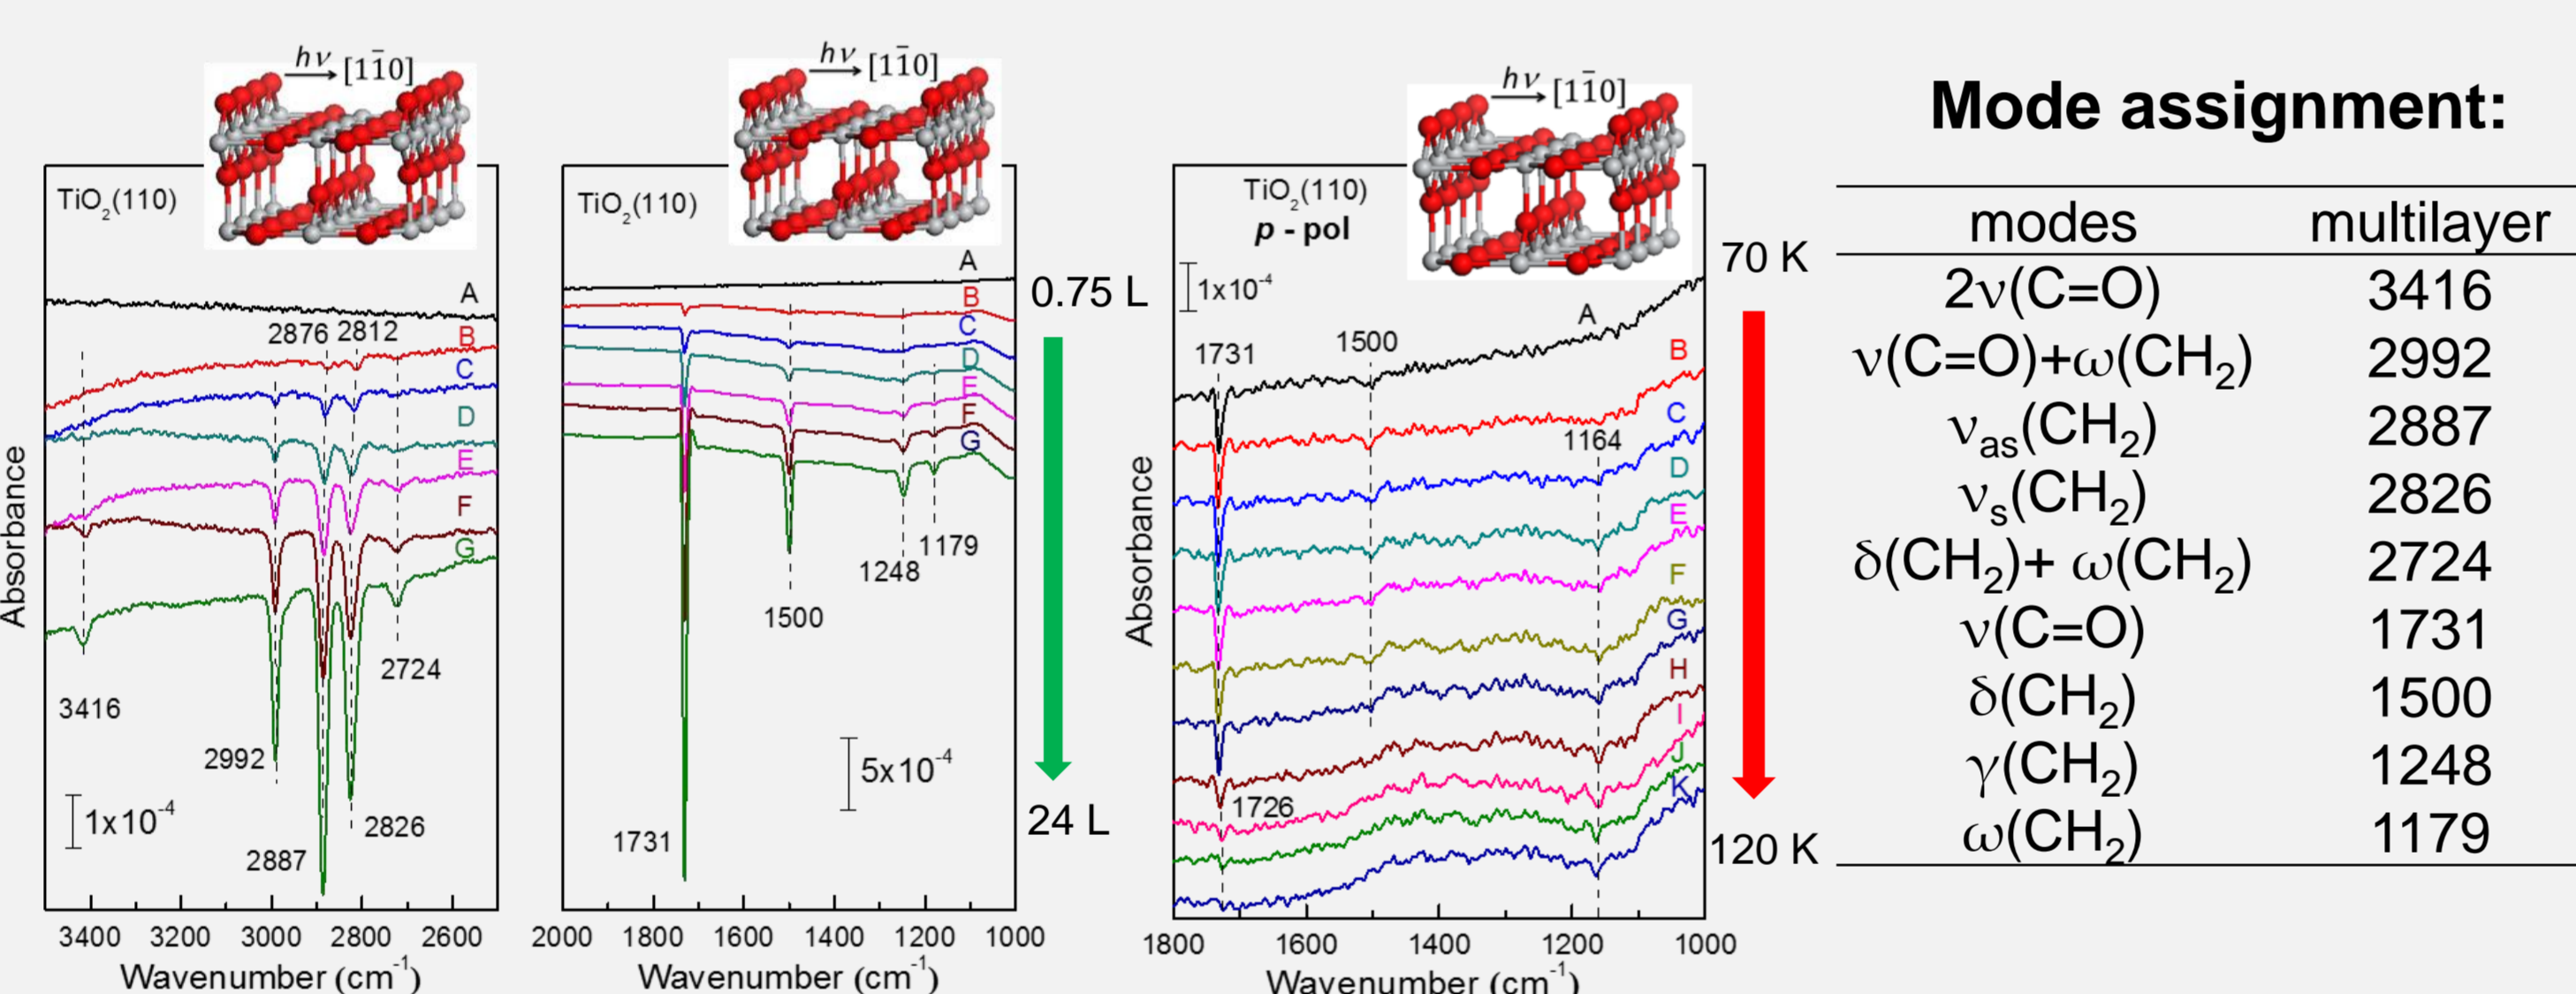 hν
[11̅0]
TiO2(110)
A
2876 2812
B
C
D
E
F
G
3416
2992
2887
2826
2724
1x10-4
Absorbance
3400 3200 3000 2800 2600
Wavenumber (cm-1)
hν
[11̅0]
TiO2(110)
A
B
C
D
E
F
G
1179
1248
1500
1731
5x10-4
2000 1800 1600 1400 1200 1000
Wavenumber (cm-1)
0.75 L
24 L
hν
[11̅0]
TiO2(110)
p - pol
1x10-4
A
1731
1500
B
C
1164
D
E
F
G
H
I
J
K
1726
Absorbance
1800 1600 1400 1200 1000
Wavenumber (cm-1)
70 K
120 K
Mode assignment:
modes multilayer
2ν(C=O) 3416
ν(C=O)+ω(CH2) 2992
νas(CH2) 2887
νs(CH2) 2826
δ(CH2)+ ω(CH2) 2724
ν(C=O) 1731
δ(CH2) 1500
γ(CH2) 1248
ω(CH2) 1179